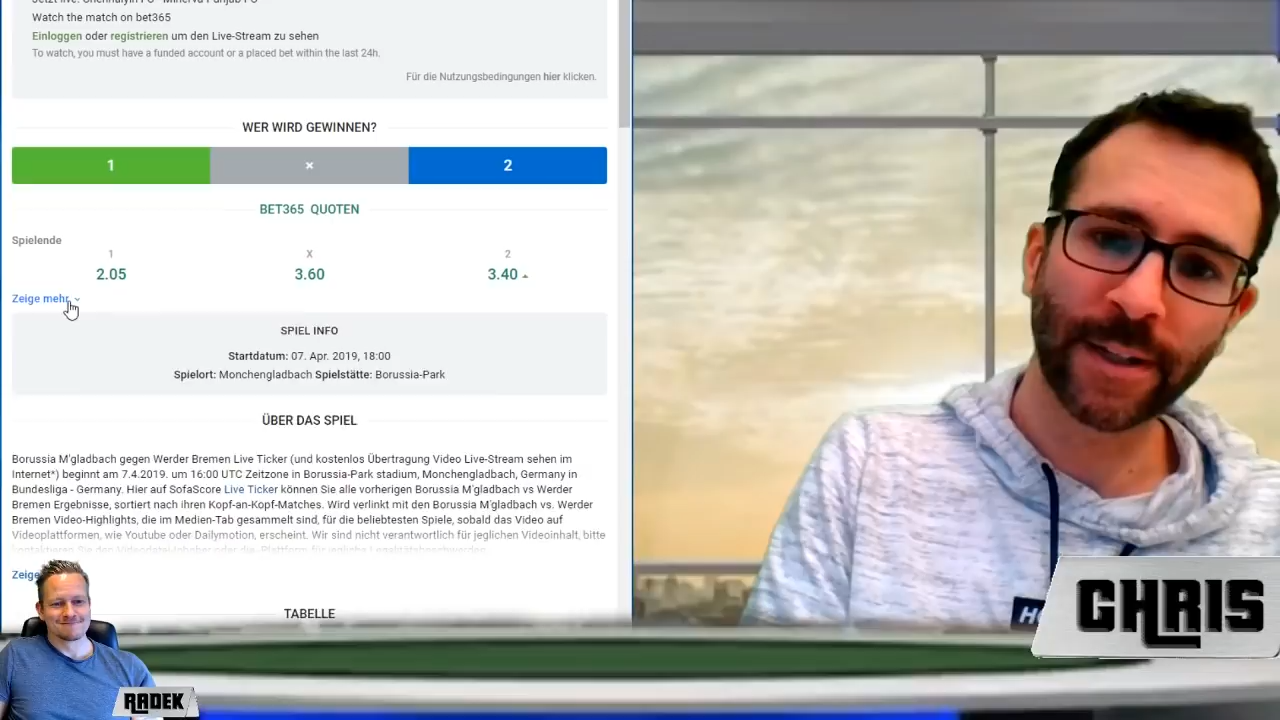 Watch the match on bet365
Einloggen oder registrieren um den Live-Stream zu sehen
To watch, you must have a funded account or a placed bet within the last 24h.
Für die Nutzungsbedingungen hier klicken.
WER WIRD GEWINNEN?
1 × 2
BET365 QUOTEN
Spielende
1 X 2
2.05 3.60 3.40
Zeige mehr
SPIEL INFO
Startdatum: 07. Apr. 2019, 18:00
Spielort: Monchengladbach Spielstätte: Borussia-Park
ÜBER DAS SPIEL
Borussia M'gladbach gegen Werder Bremen Live Ticker (und kostenlos Übertragung Video Live-Stream sehen im
Internet*) beginnt am 7.4.2019. um 16:00 UTC Zeitzone in Borussia-Park stadium, Monchengladbach, Germany in
Bundesliga - Germany. Hier auf SofaScore Live Ticker können Sie alle vorherigen Borussia M'gladbach vs Werder
Bremen Ergebnisse, sortiert nach ihren Kopf-an-Kopf-Matches. Wird verlinkt mit den Borussia M'gladbach vs. Werder
Bremen Video-Highlights, die im Medien-Tab gesammelt sind, für die beliebtesten Spiele, sobald das Video auf
Videoplattformen, wie Youtube oder Dailymotion, erscheint. Wir sind nicht verantwortlich für jeglichen Videoinhalt, bitte
Zeige
TABELLE
CHRIS
RADEK